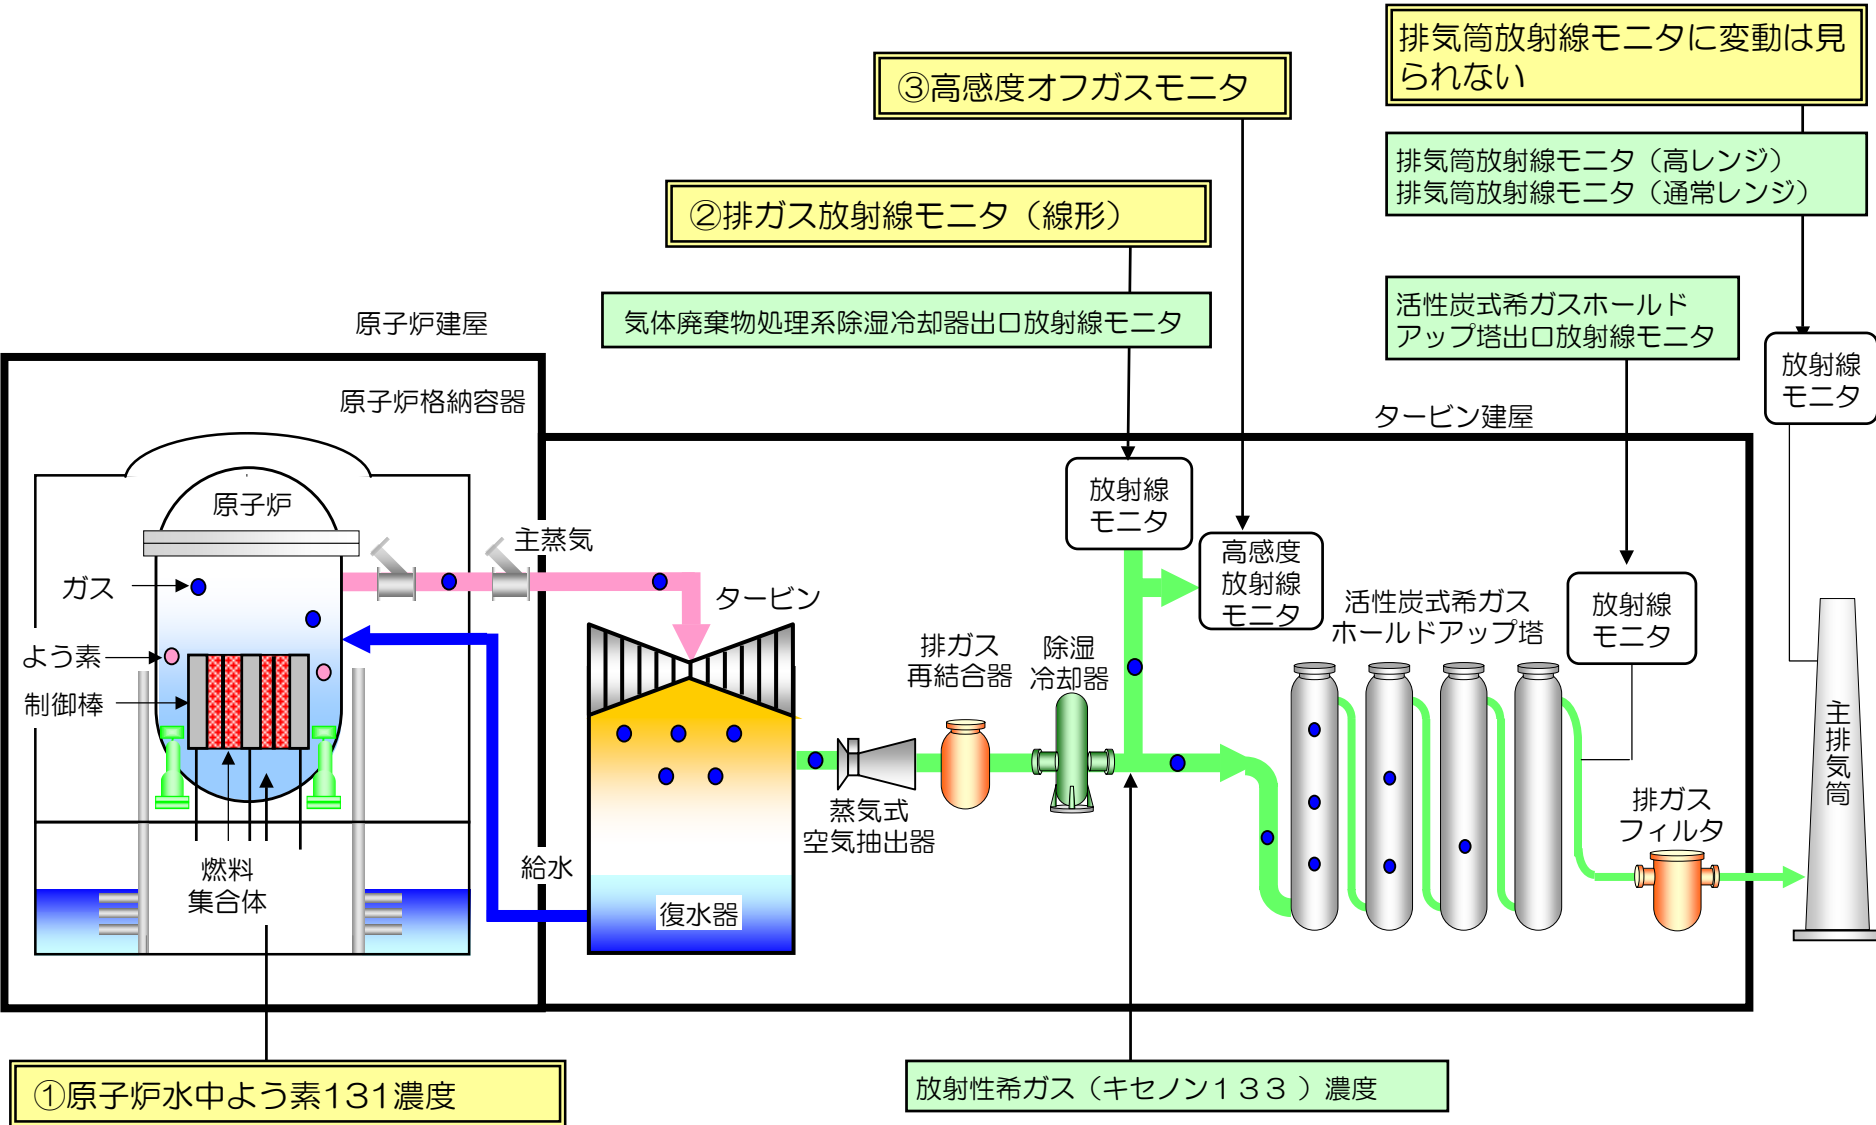 排気筒放射線モニタに変動は見
られない
③高感度オフガスモニタ
排気筒放射線モニタ（高レンジ）
排気筒放射線モニタ（通常レンジ）
②排ガス放射線モニタ（線形）
気体廃棄物処理系除湿冷却器出口放射線モニタ
活性炭式希ガスホールド
アップ塔出口放射線モニタ
原子炉建屋
放射線
モニタ
原子炉格納容器
タービン建屋
原子炉
放射線
モニタ
主蒸気
高感度
放射線
モニタ
ガス
タービン
活性炭式希ガス
ホールドアップ塔
放射線
モニタ
よう素
排ガス
再結合器
除湿
冷却器
制御棒
主排気筒
蒸気式
空気抽出器
排ガス
フィルタ
燃料
集合体
給水
復水器
①原子炉水中よう素131濃度
放射性希ガス（キセノン１３３ ）濃度